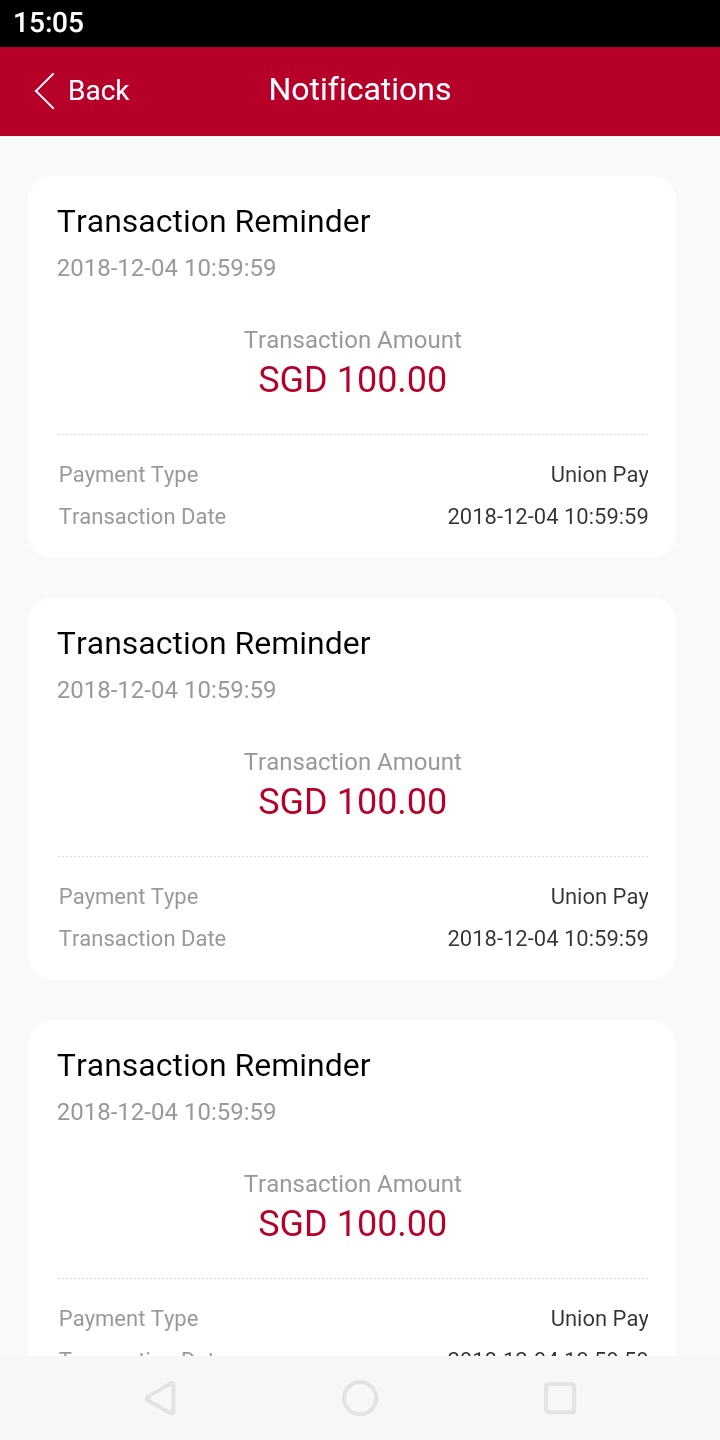 15:05
Back
Notifications
Transaction Reminder
2018-12-04 10:59:59
Transaction Amount
SGD 100.00
Payment Type Union Pay
Transaction Date 2018-12-04 10:59:59
Transaction Reminder
2018-12-04 10:59:59
Transaction Amount
SGD 100.00
Payment Type Union Pay
Transaction Date 2018-12-04 10:59:59
Transaction Reminder
2018-12-04 10:59:59
Transaction Amount
SGD 100.00
Payment Type Union Pay